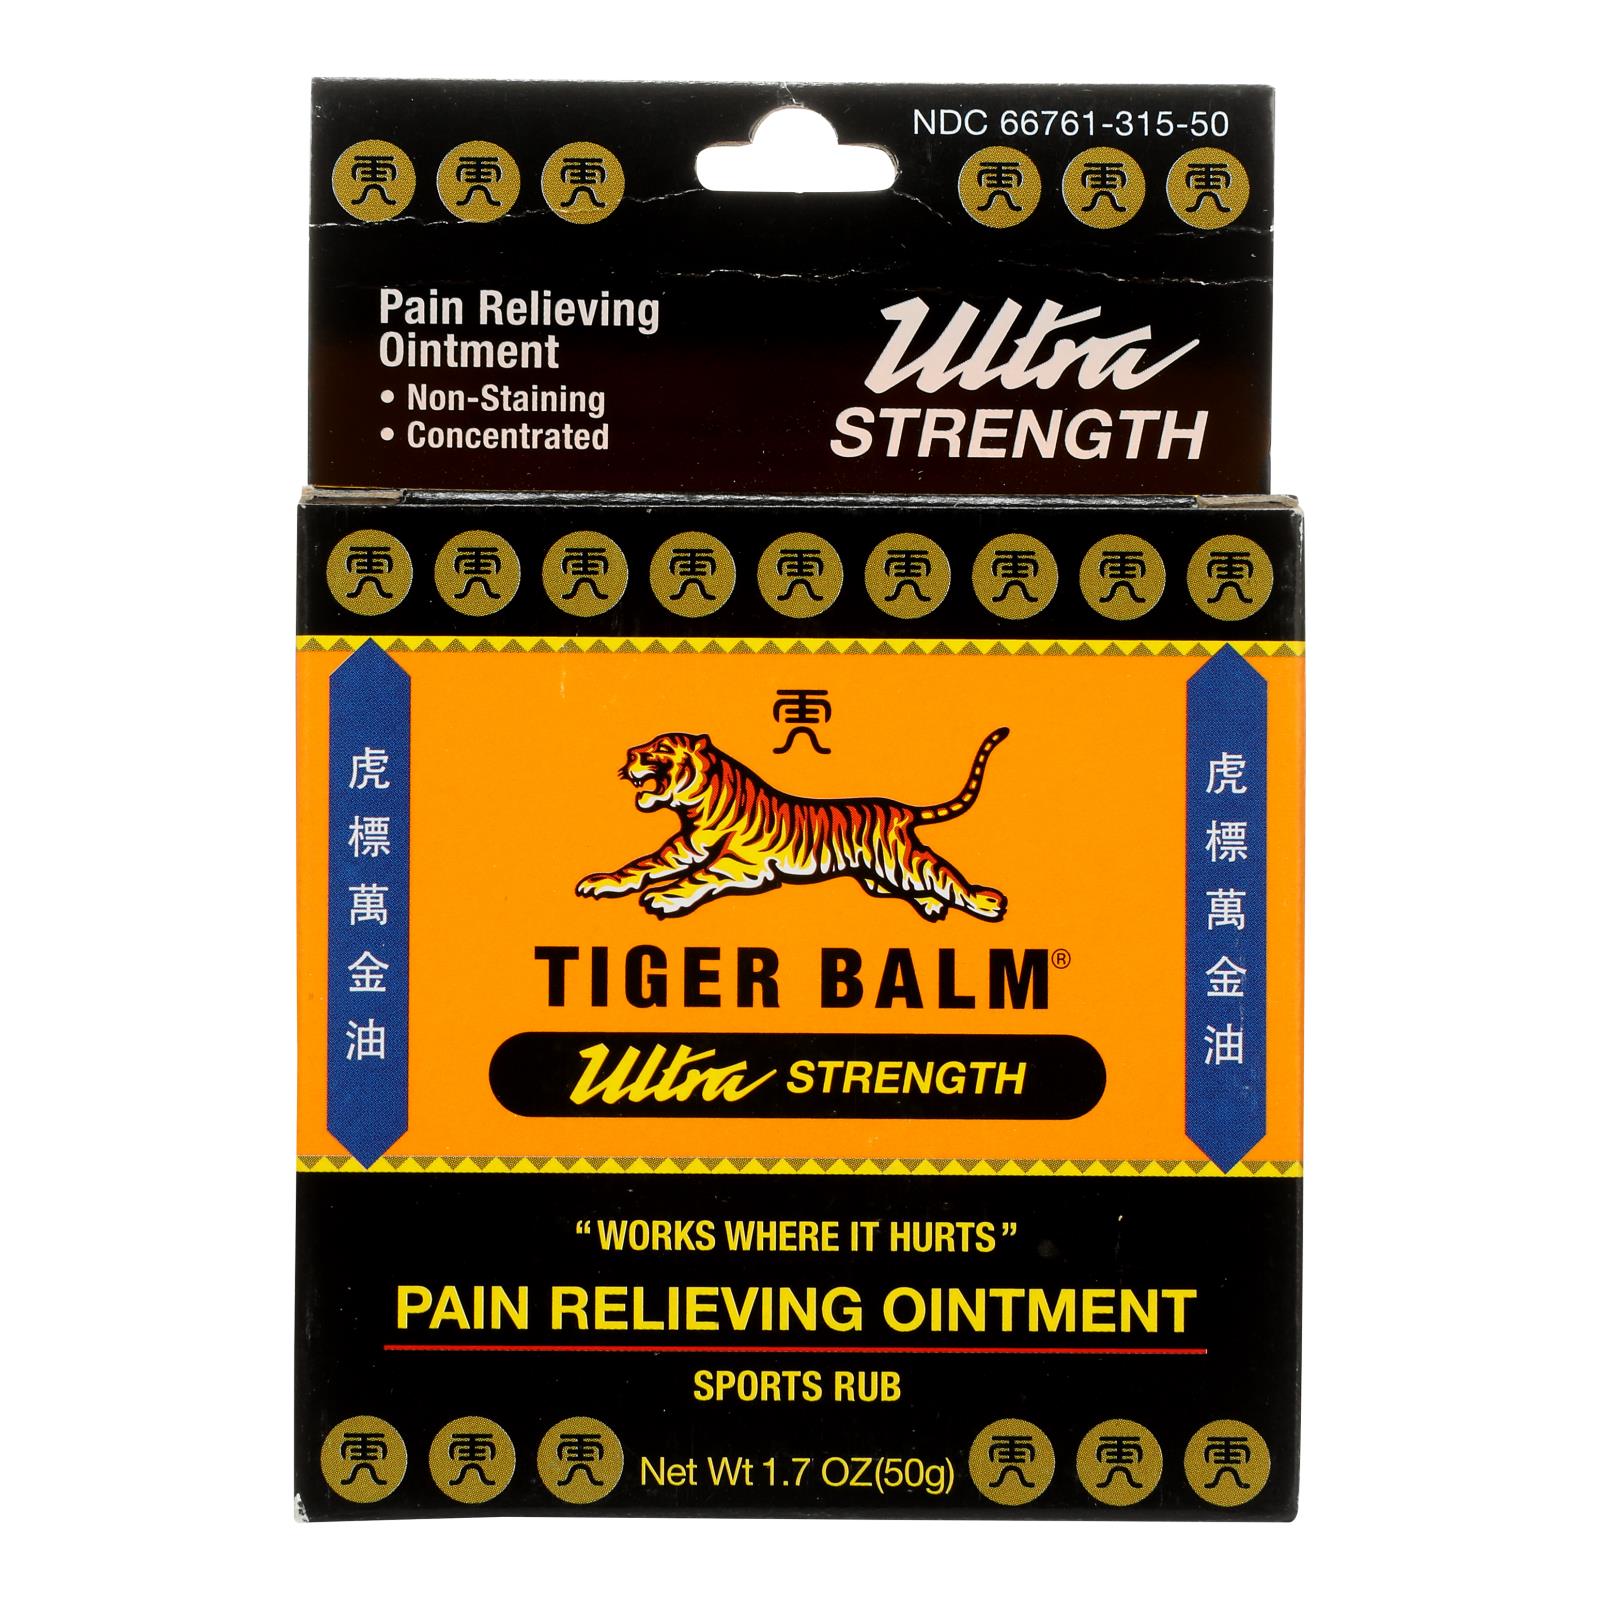 NDC 66761-315-50
Pain Relieving
Ointment
• Non-Staining
• Concentrated
Ultra
STRENGTH
虎標萬金油
虎標萬金油
TIGER BALM®
Ultra STRENGTH
“WORKS WHERE IT HURTS”
PAIN RELIEVING OINTMENT
SPORTS RUB
Net Wt 1.7 OZ(50g)